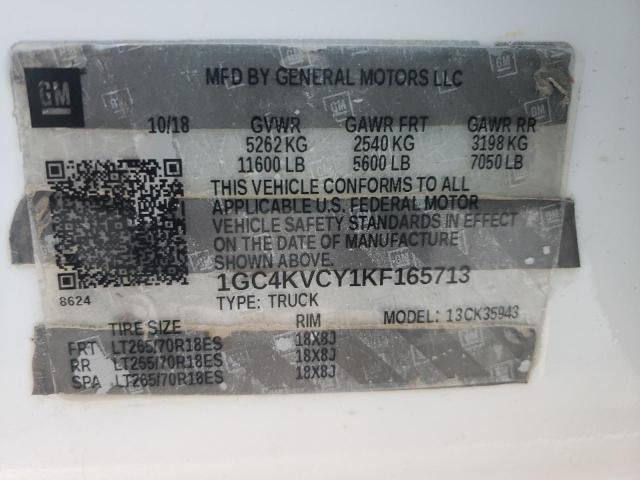 GM
MFD BY GENERAL MOTORS LLC
10/18 GVWR GAWR FRT GAWR RR
5262 KG 2540 KG 3198 KG
11600 LB 5600 LB 7050 LB
THIS VEHICLE CONFORMS TO ALL
APPLICABLE U.S. FEDERAL MOTOR
VEHICLE SAFETY STANDARDS IN EFFECT
ON THE DATE OF MANUFACTURE
SHOWN ABOVE.
8624 1GC4KVCY1KF165713
TYPE: TRUCK MODEL: 13CK35943
TIRE SIZE RIM
FRT LT265/70R18ES 18X8J
RR LT265/70R18ES 18X8J
SPA LT265/70R18ES 18X8J